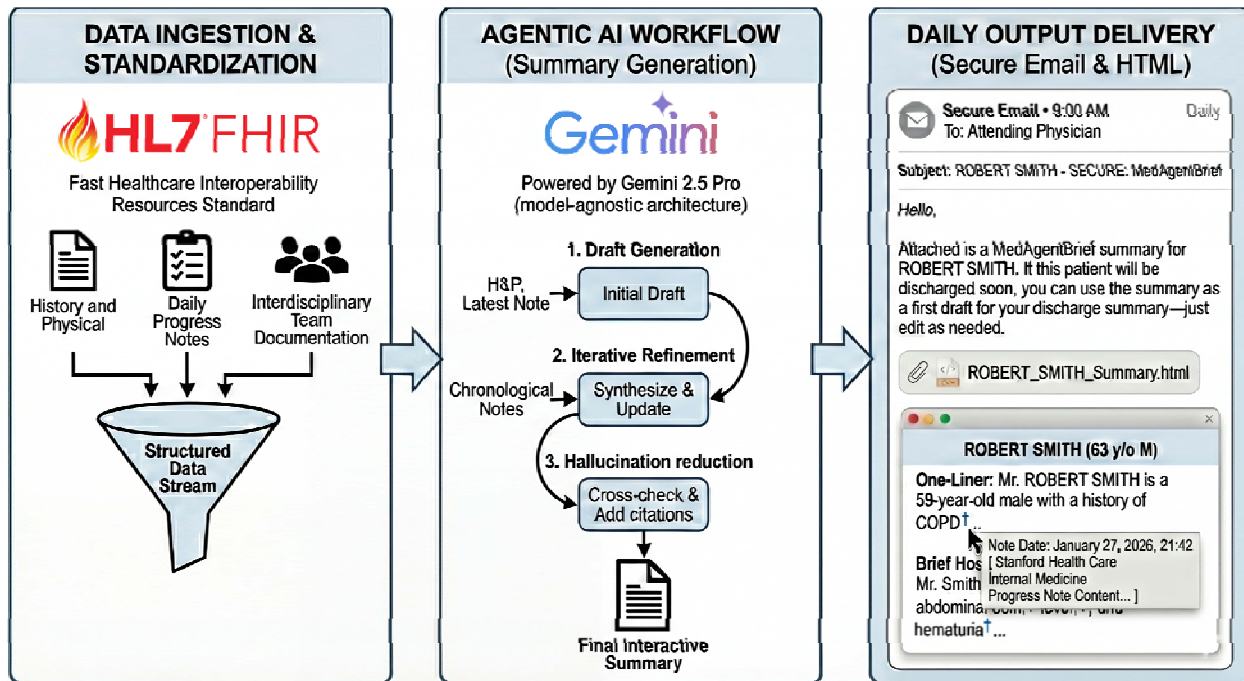 DATA INGESTION &
STANDARDIZATION
HL7® FHIR
Fast Healthcare Interoperability
Resources Standard
History and
Physical
Daily
Progress
Notes
Interdisciplinary
Team
Documentation
Structured
Data
Stream
AGENTIC AI WORKFLOW
(Summary Generation)
Gemini
Powered by Gemini 2.5 Pro
(model-agnostic architecture)
1. Draft Generation
H&P,
Latest Note
Initial Draft
2. Iterative Refinement
Chronological
Notes
Synthesize &
Update
3. Hallucination reduction
Cross-check &
Add citations
Final Interactive
Summary
DAILY OUTPUT DELIVERY
(Secure Email & HTML)
Secure Email • 9:00 AM
Daily
To: Attending Physician
Subject: ROBERT SMITH - SECURE: MedAgentBrief
Hello,
Attached is a MedAgentBrief summary for
ROBERT SMITH. If this patient will be
discharged soon, you can use the summary as
a first draft for your discharge summary—just
edit as needed.
ROBERT_SMITH_Summary.html
ROBERT SMITH (63 y/o M)
One-Liner: Mr. ROBERT SMITH is a
59-year-old male with a history of
COPD†...
Note Date: January 27, 2026, 21:42
[ Stanford Health Care
Internal Medicine
Progress Note Content... ]
Brief Hos
Mr. Smith
abdomina
hematuria†...